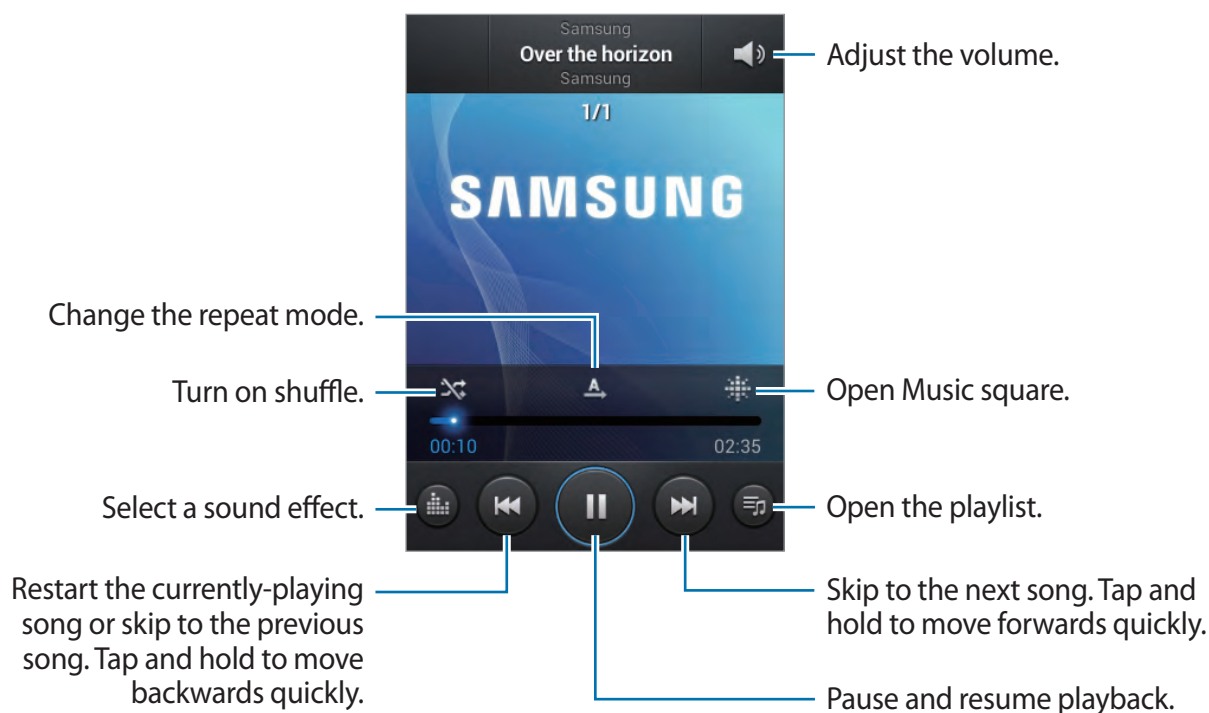 Samsung
Over the horizon
Samsung
Adjust the volume.
1/1
SAMSUNG
Change the repeat mode.
A
Turn on shuffle.
Open Music square.
00:10
02:35
Select a sound effect.
Open the playlist.
Restart the currently-playing
song or skip to the previous
song. Tap and hold to move
backwards quickly.
Skip to the next song. Tap and
hold to move forwards quickly.
Pause and resume playback.